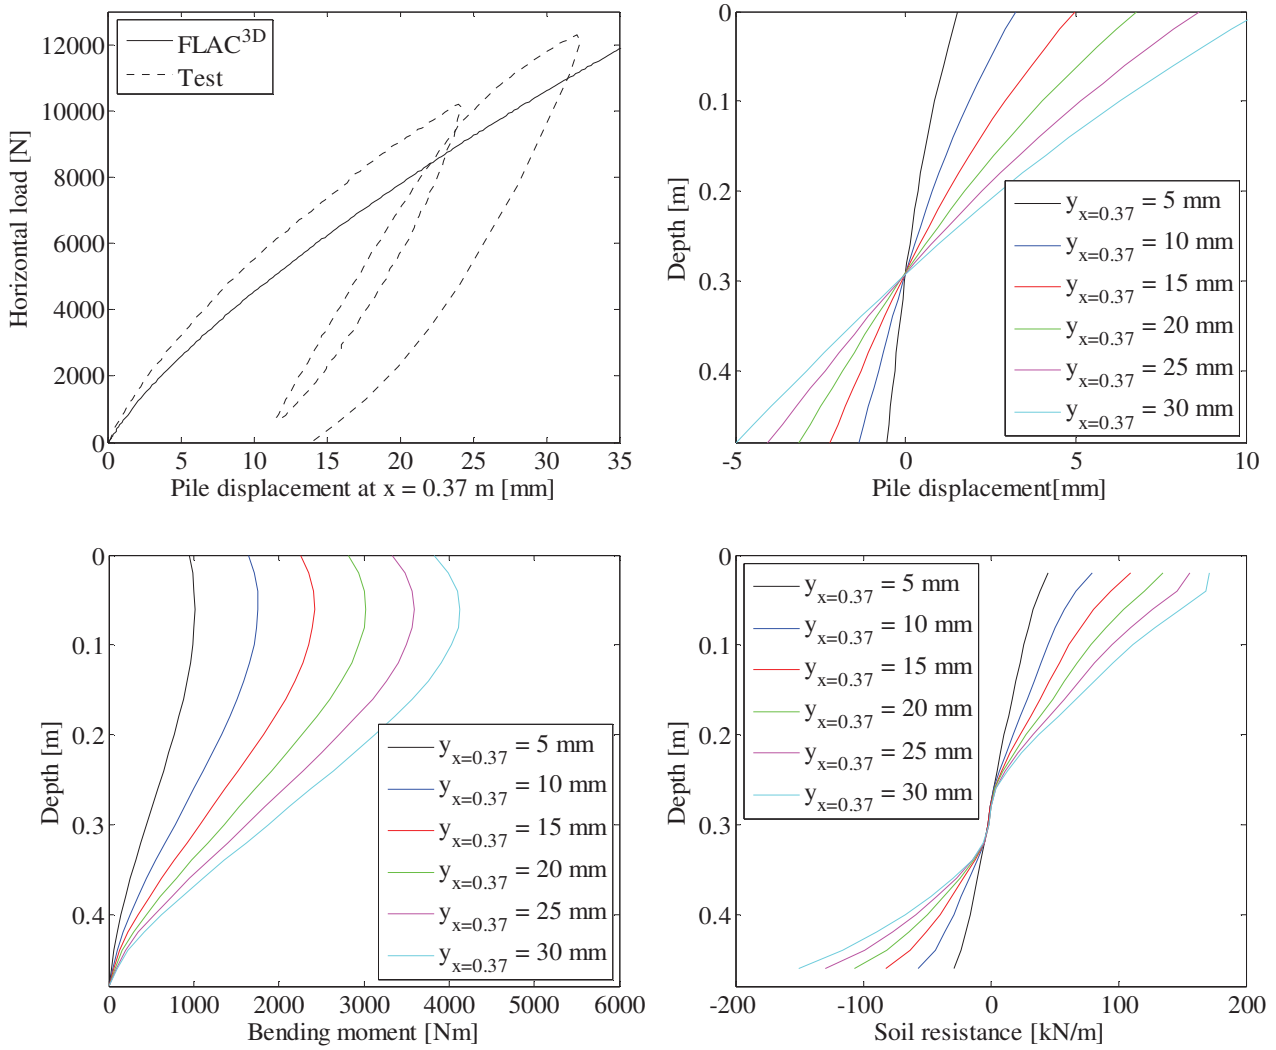 12000
10000
8000
6000
4000
2000
0
Horizontal load [N]
FLAC3D
Test
0 5 10 15 20 25 30 35
Pile displacement at x = 0.37 m [mm]
0
0.1
0.2
0.3
0.4
Depth [m]
yx=0.37 = 5 mm
yx=0.37 = 10 mm
yx=0.37 = 15 mm
yx=0.37 = 20 mm
yx=0.37 = 25 mm
yx=0.37 = 30 mm
-5 0 5 10
Pile displacement[mm]
0
0.1
0.2
0.3
0.4
Depth [m]
yx=0.37 = 5 mm
yx=0.37 = 10 mm
yx=0.37 = 15 mm
yx=0.37 = 20 mm
yx=0.37 = 25 mm
yx=0.37 = 30 mm
0 1000 2000 3000 4000 5000 6000
Bending moment [Nm]
0
0.1
0.2
0.3
0.4
Depth [m]
yx=0.37 = 5 mm
yx=0.37 = 10 mm
yx=0.37 = 15 mm
yx=0.37 = 20 mm
yx=0.37 = 25 mm
yx=0.37 = 30 mm
-200 -100 0 100 200
Soil resistance [kN/m]